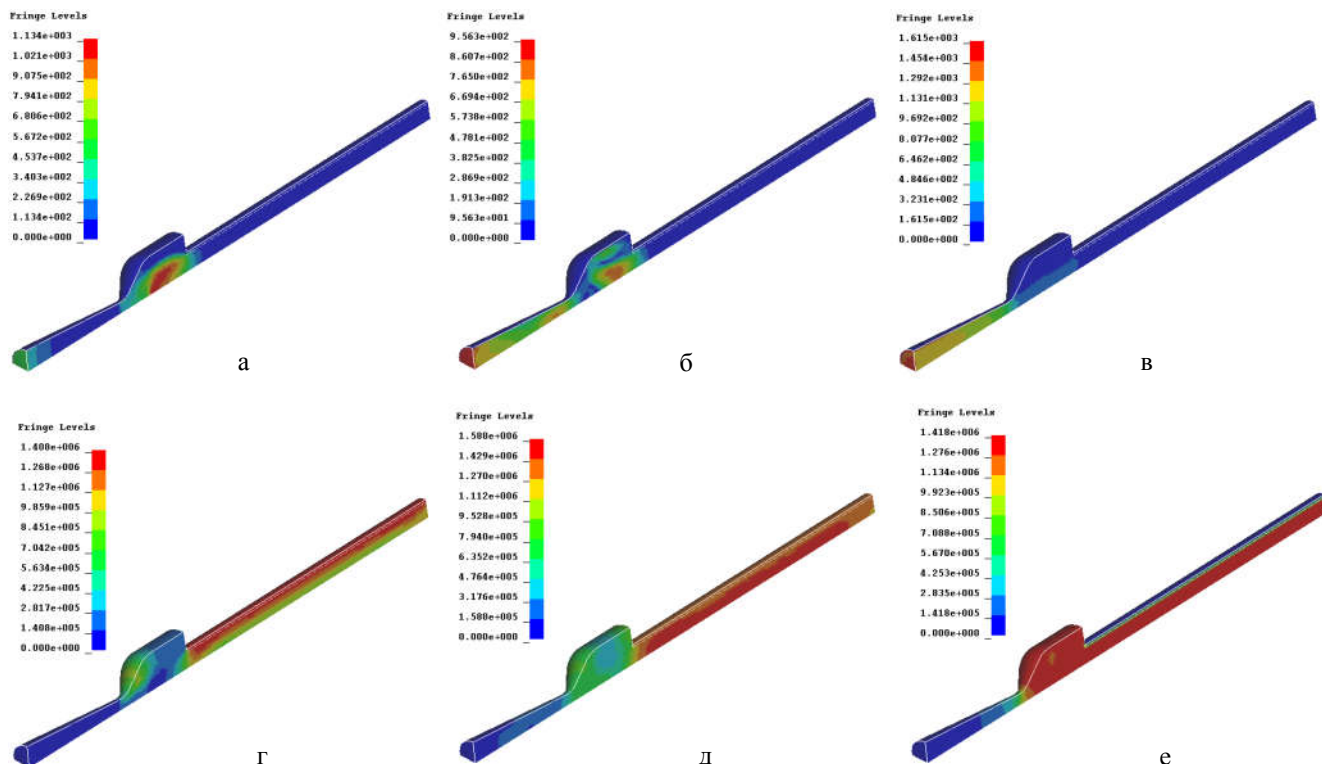 Fringe Levels
1.134e+003
1.021e+003
9.075e+002
7.941e+002
6.806e+002
5.672e+002
4.537e+002
3.403e+002
2.269e+002
1.134e+002
0.000e+000
а
Fringe Levels
9.563e+002
8.607e+002
7.650e+002
6.694e+002
5.738e+002
4.781e+002
3.825e+002
2.869e+002
1.913e+002
9.563e+001
0.000e+000
б
Fringe Levels
1.615e+003
1.454e+003
1.292e+003
1.131e+003
9.692e+002
8.077e+002
6.462e+002
4.846e+002
3.231e+002
1.615e+002
0.000e+000
в
Fringe Levels
1.408e+006
1.268e+006
1.127e+006
9.859e+005
8.451e+005
7.042e+005
5.634e+005
4.225e+005
2.817e+005
1.408e+005
0.000e+000
г
Fringe Levels
1.588e+006
1.429e+006
1.270e+006
1.112e+006
9.528e+005
7.940e+005
6.352e+005
4.764e+005
3.176e+005
1.588e+005
0.000e+000
д
Fringe Levels
1.418e+006
1.276e+006
1.134e+006
9.923e+005
8.506e+005
7.088e+005
5.670e+005
4.253e+005
2.835e+005
1.418e+005
0.000e+000
е